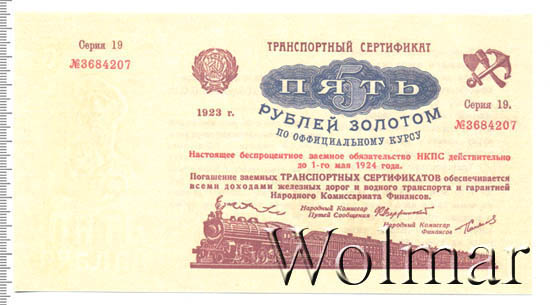 Серия 19
№3684207
ТРАНСПОРТНЫЙ СЕРТИФИКАТ
5
ПЯТЬ
РУБЛЕЙ ЗОЛОТОМ
ПО ОФФИЦИАЛЬНОМУ КУРСУ
1923 г.
Серия 19.
№3684207
Настоящее беспроцентное заемное обязательство НКПС действительно
до 1-го мая 1924 года.
Погашение заемных ТРАНСПОРТНЫХ СЕРТИФИКАТОВ обеспечивается
всеми доходами железных дорог и водного транспорта и гарантией
Народного Комиссариата Финансов.
Народный Комиссар
Путей Сообщения
Народный Комиссар
Финансов
Wolmar